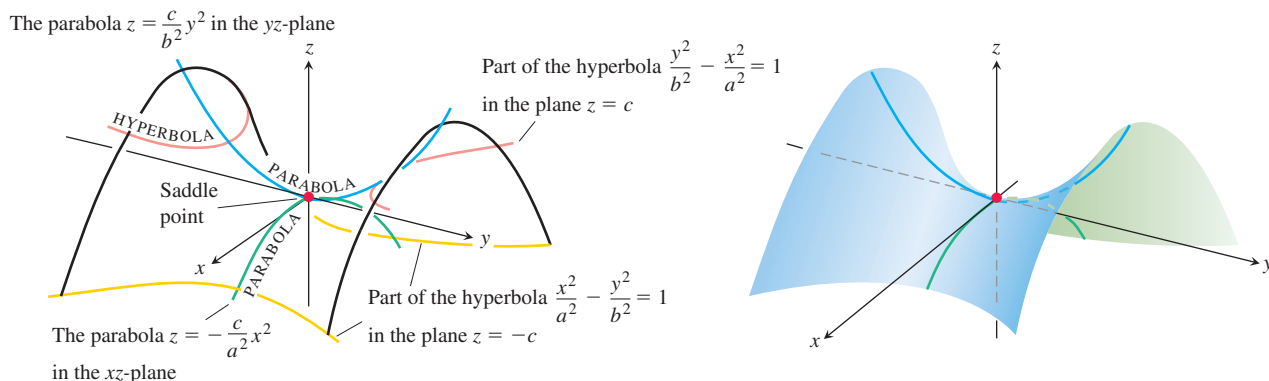 The parabola z = c/b² y² in the yz-plane
z
Part of the hyperbola y²/b² − x²/a² = 1
in the plane z = c
HYPERBOLA
PARABOLA
Saddle
point
y
x
PARABOLA
Part of the hyperbola x²/a² − y²/b² = 1
in the plane z = −c
The parabola z = − c/a² x²
in the xz-plane
z
y
x